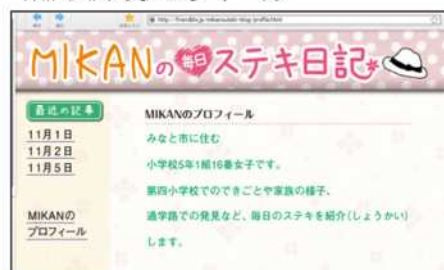 MIKANの毎日ステキ日記
最近の記事
11月1日
11月2日
11月5日
MIKANの
プロフィール
MIKANのプロフィール
みなと市に住む
小学校5年1組16番女子です。
第四小学校でのできごとや家族の様子、
通学路での発見など、毎日のステキを紹介(しょうかい)
します。